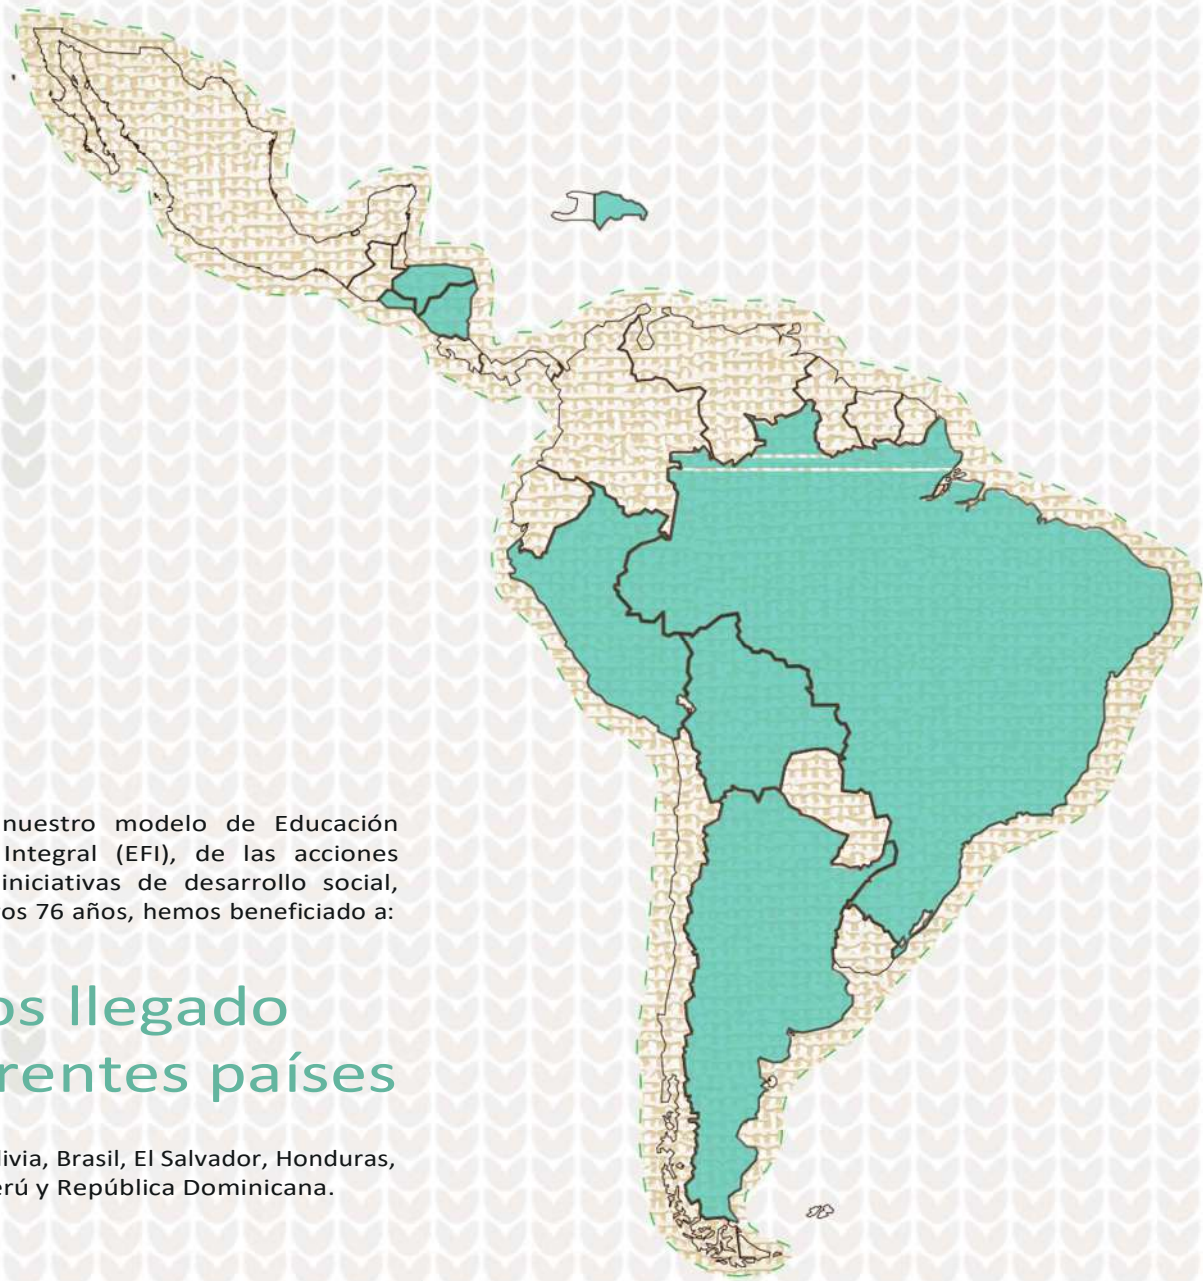 nuestro modelo de Educación
Integral (EFI), de las acciones
iniciativas de desarrollo social,
os 76 años, hemos beneficiado a:
os llegado
rentes países
livia, Brasil, El Salvador, Honduras,
erú y República Dominicana.